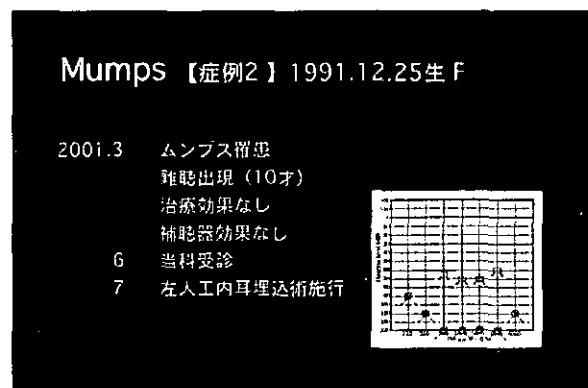 Mumps 【症例2】1991.12.25生 F
2001.3 ムンプス罹患
難聴出現（10才）
治療効果なし
補聴器効果なし
6 当科受診
7 左人工内耳埋込術施行